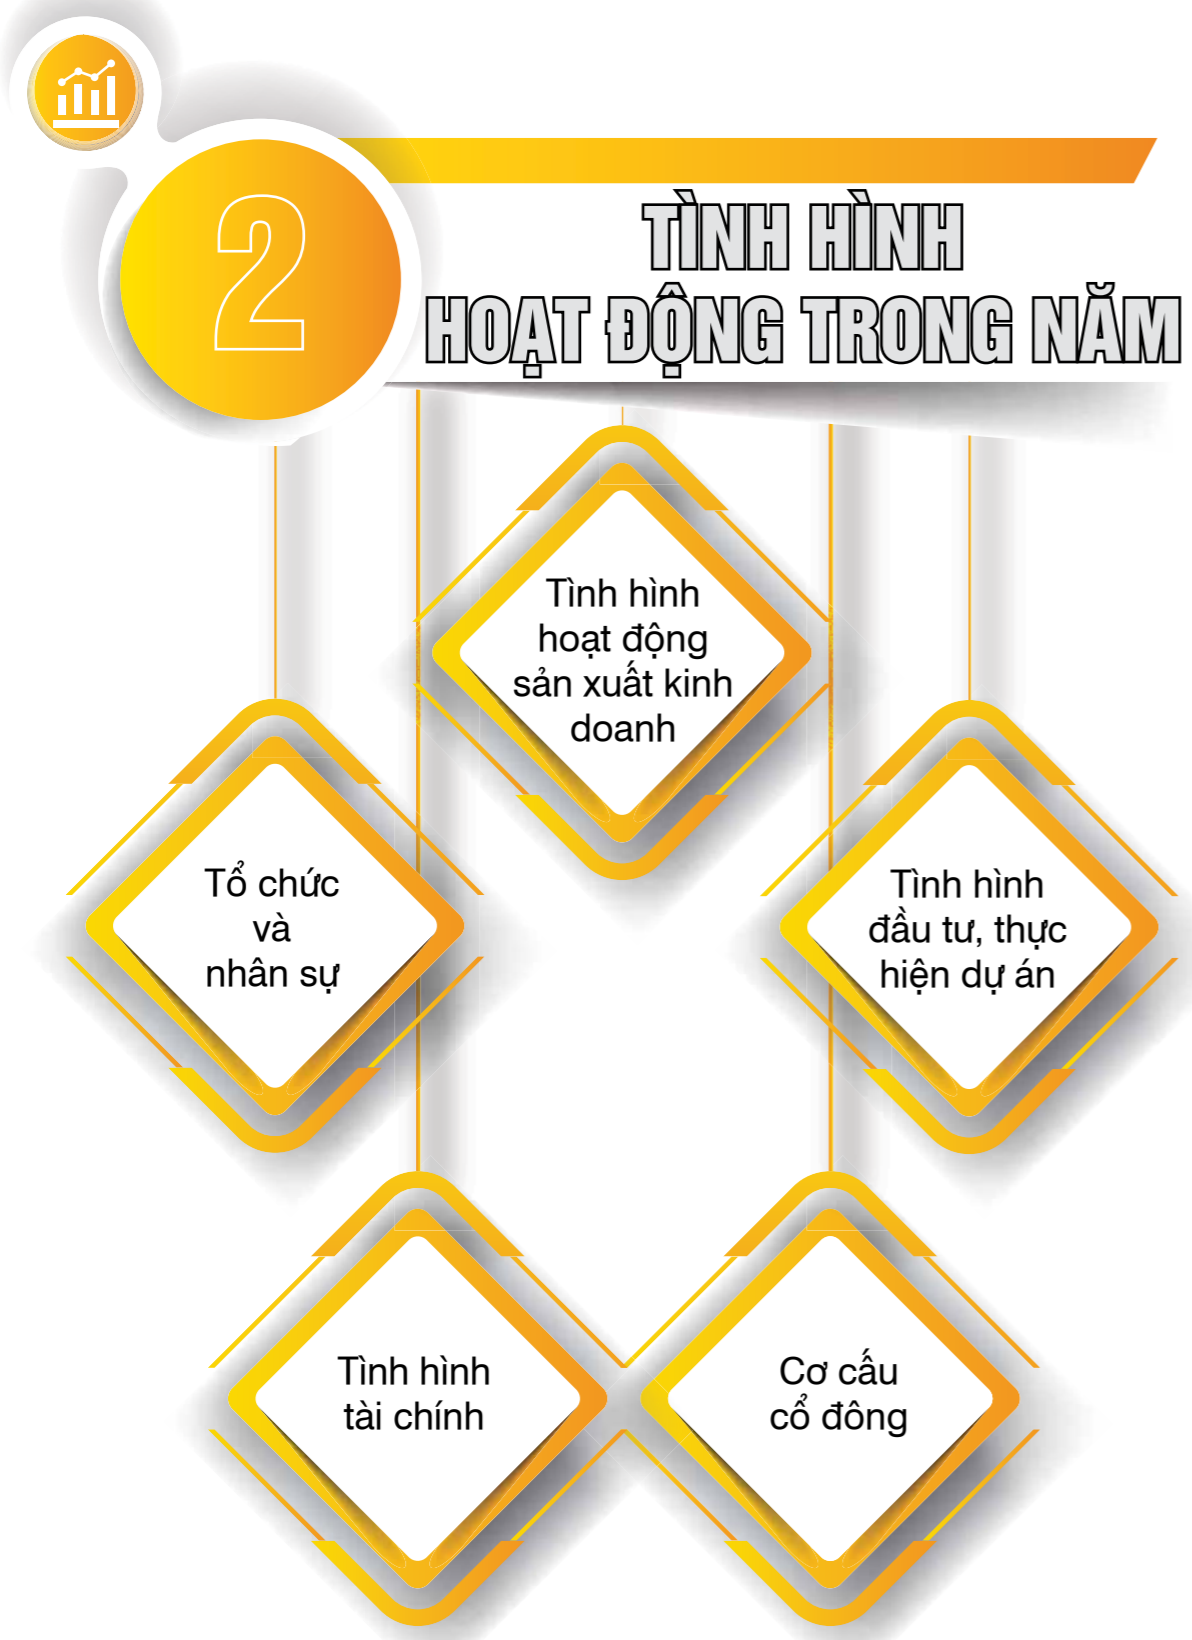 2
TÌNH HÌNH
HOẠT ĐỘNG TRONG NĂM
Tình hình
hoạt động
sản xuất kinh
doanh
Tổ chức
và
nhân sự
Tình hình
đầu tư, thực
hiện dự án
Tình hình
tài chính
Cơ cấu
cổ đông